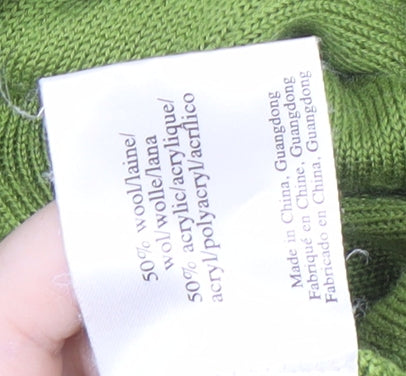 50% wool/laine/
wol/wolle/lana
50% acrylic/acrylique/
acryl/polyacryl/acrílico
Made in China, Guangdong
Fabriqué en Chine, Guangdong
Fabricado en China, Guangdong